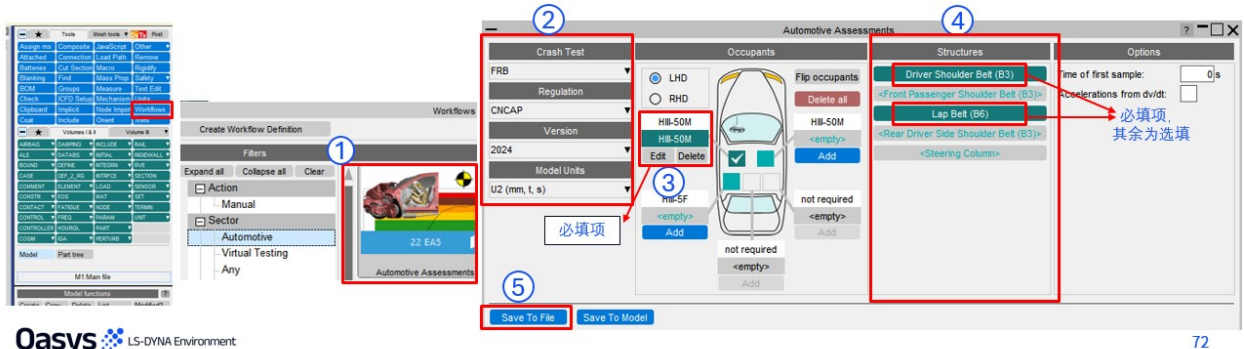 Tools
Mesh tools
Post
Assign ms
Composite
JavaScript
Other
Attached
Connection
Load Path
Remove
Batteries
Cut Section
Macro
Rigidify
Blanking
Find
Mass Prop
Safety
BOM
Groups
Measure
Text Edit
Check
ICFD Setup
Mechanism
Units
Clipboard
Implicit
Node Impor
Workflows
Coat
Include
Orient
Volumes I & II
Volume III
AIRBAG
DAMPING
INCLUDE
RAIL
ALE
DATABS
INITIAL
RIGIDWALL
BOUND
DEFINE
INTEGRN
RVE
CASE
DEF_2_RG
INTRFCE
SECTION
COMMENT
ELEMENT
LOAD
SENSOR
CONSTR
EOS
MAT
SET
CONTACT
FATIGUE
NODE
TERMIN
CONTROL
FREQ
PARAM
UNIT
CONTROLLER
HOURGL
PART
COSIM
IGA
PERTURB
Model
Part tree
M1:Main file
Model functions
?
Workflows
Create Workflow Definition
Filters
Expand all
Collapse all
Clear
Action
Manual
Sector
Automotive
Virtual Testing
Any
①
22 EA5
Automotive Assessments
Automotive Assessments
?
②
Crash Test
FRB
Regulation
CNCAP
Version
2024
Model Units
U2 (mm, t, s)
必填项
Occupants
LHD
RHD
Flip occupants
Delete all
HIII-50M
HIII-50M
Edit
Delete
③
HIII-5F
<empty>
Add
HIII-50M
<empty>
Add
not required
<empty>
Add
not required
<empty>
Add
④
Structures
Driver Shoulder Belt (B3)
<Front Passenger Shoulder Belt (B3)>
Lap Belt (B6)
<Rear Driver Side Shoulder Belt (B3)>
<Steering Column>
Options
Time of first sample:
0 s
Accelerations from dv/dt:
必填项,
其余为选填
⑤
Save To File
Save To Model
Oasys
LS-DYNA Environment
72